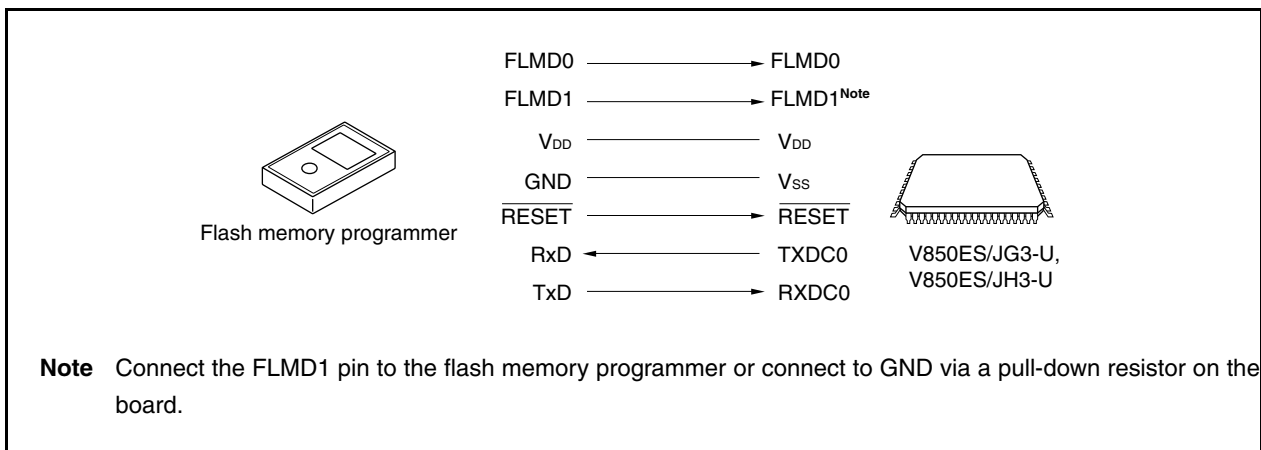 FLMD0 FLMD0
FLMD1 FLMD1Note
VDD VDD
GND VSS
RESET RESET
Flash memory programmer
RxD TXDC0
V850ES/JG3-U,
V850ES/JH3-U
TxD RXDC0
Note Connect the FLMD1 pin to the flash memory programmer or connect to GND via a pull-down resistor on the
board.